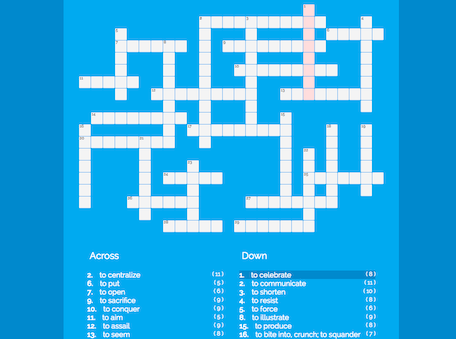 Across
2. to centralize (11)
6. to put (5)
7. to open (6)
9. to sacrifice (9)
10. to conquer (9)
11. to aim (5)
12. to assail (9)
13. to seem (8)
Down
1. to celebrate (8)
2. to communicate (11)
3. to shorten (10)
4. to resist (8)
5. to force
8. to illustrate (9)
15. to produce (8)
to bite into, crunch; to squander (7)